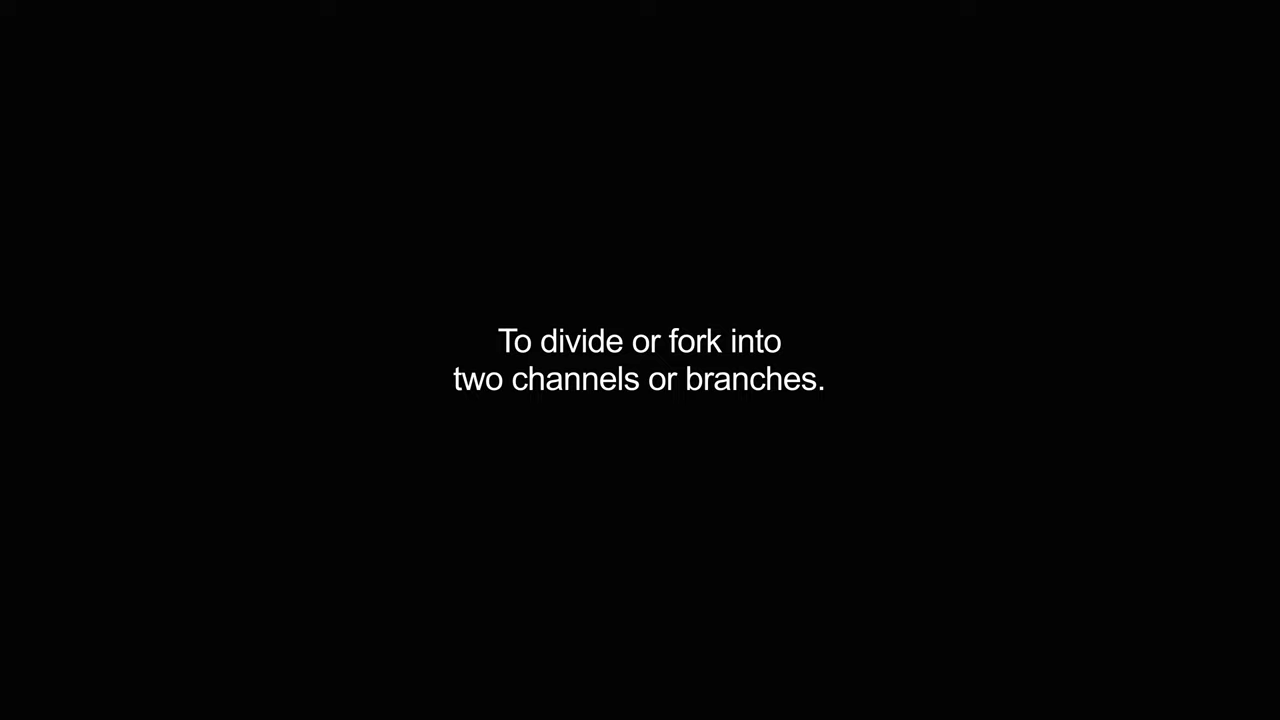 To divide or fork into
two channels or branches.